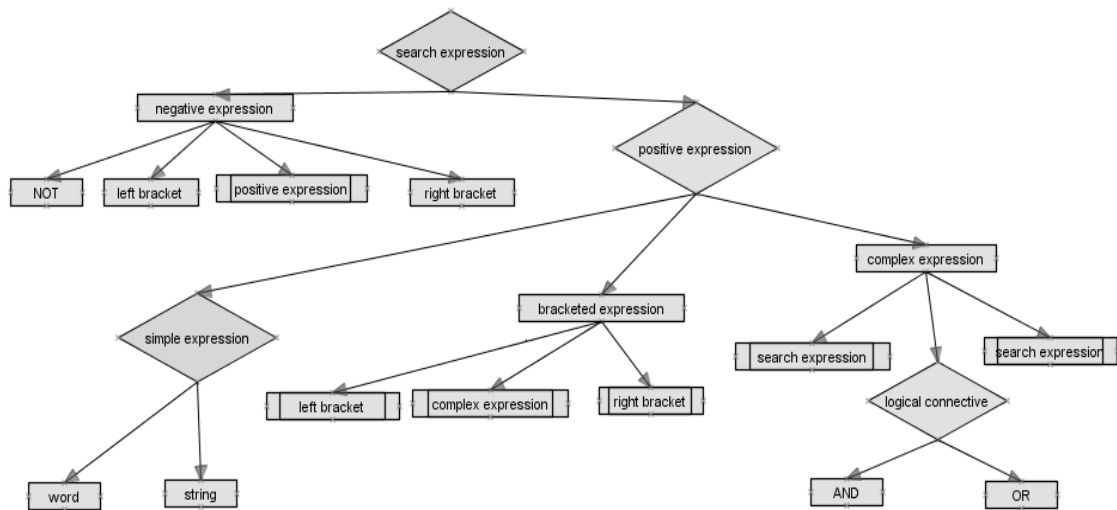 search expression
negative expression
positive expression
NOT
left bracket
positive expression
right bracket
complex expression
bracketed expression
simple expression
search expression
search expression
left bracket
complex expression
right bracket
logical connective
word
string
AND
OR